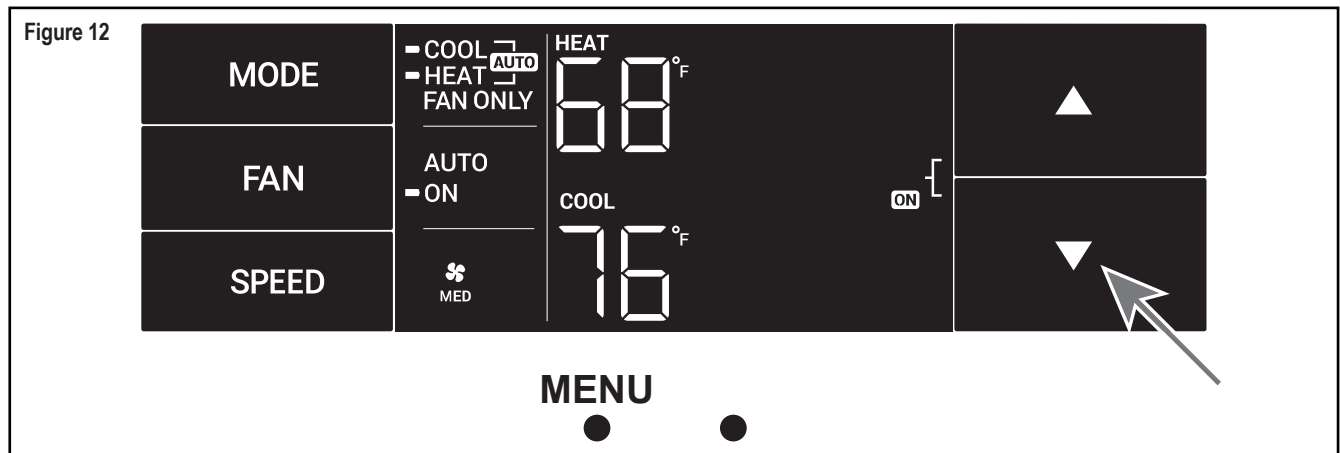 Figure 12
MODE
FAN
SPEED
COOL
HEAT
AUTO
FAN ONLY
AUTO
ON
MED
HEAT
68°F
COOL
76°F
ON
MENU